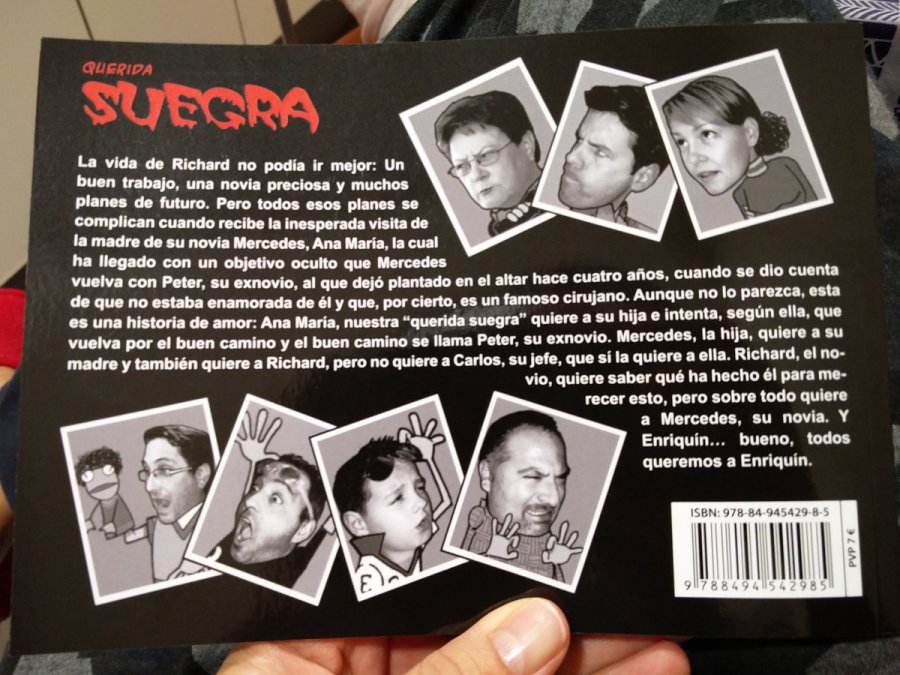 QUERIDA
SUEGRA
La vida de Richard no podía ir mejor: Un
buen trabajo, una novia preciosa y muchos
planes de futuro. Pero todos esos planes se
complican cuando recibe la inesperada visita de
la madre de su novia Mercedes, Ana María, la cual
ha llegado con un objetivo oculto que Mercedes
vuelva con Peter, su exnovio, al que dejó plantado en el altar hace cuatro años, cuando se dio cuenta
de que no estaba enamorada de él y que, por cierto, es un famoso cirujano. Aunque no lo parezca, esta
es una historia de amor: Ana María, nuestra “querida suegra” quiere a su hija e intenta, según ella, que
vuelva por el buen camino y el buen camino se llama Peter, su exnovio. Mercedes, la hija, quiere a su
madre y también quiere a Richard, pero no quiere a Carlos, su jefe, que sí la quiere a ella. Richard, el no-
vio, quiere saber qué ha hecho él para me-
recer esto, pero sobre todo quiere
a Mercedes, su novia. Y
Enriquín... bueno, todos
queremos a Enriquín.
ISBN: 978-84-945429-8-5
9 788494 542985
PVP 7 €